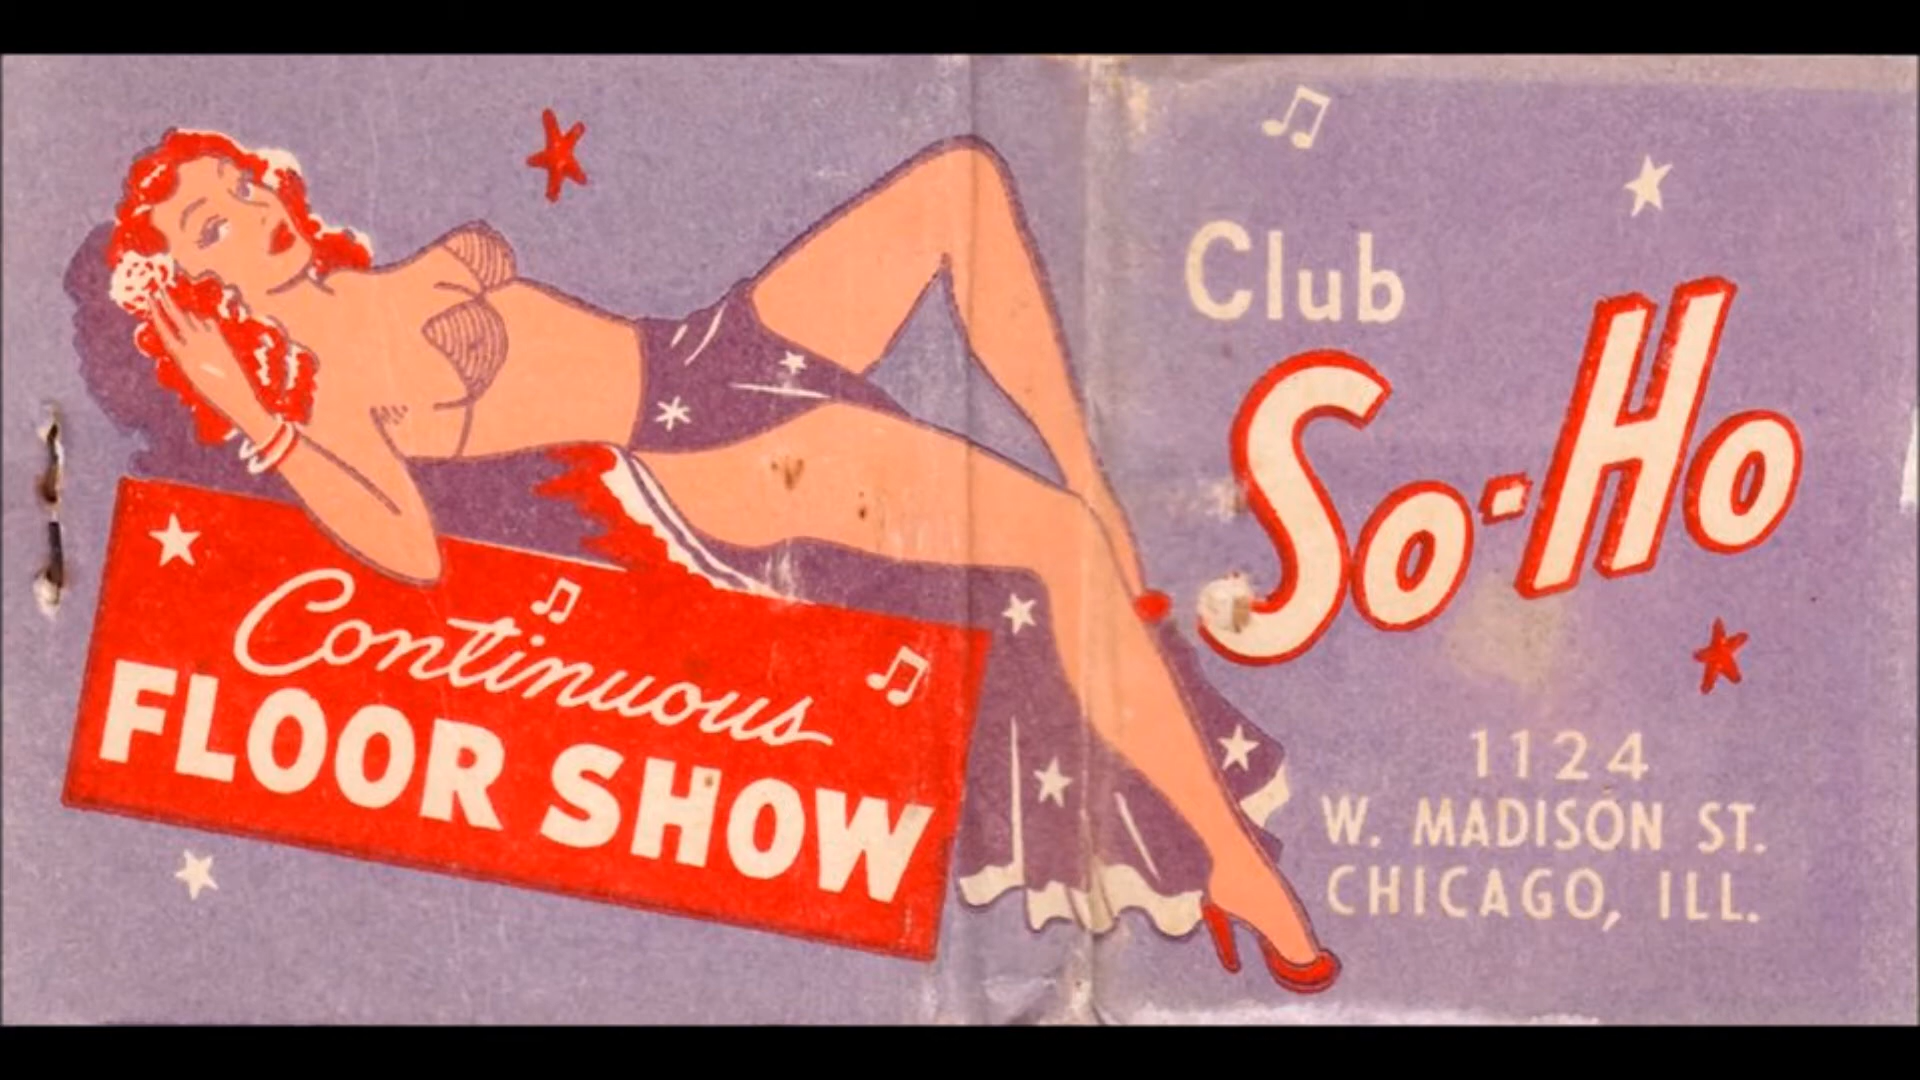 Continuous
FLOOR SHOW
Club
So-Ho
1124
W. MADISON ST.
CHICAGO, ILL.